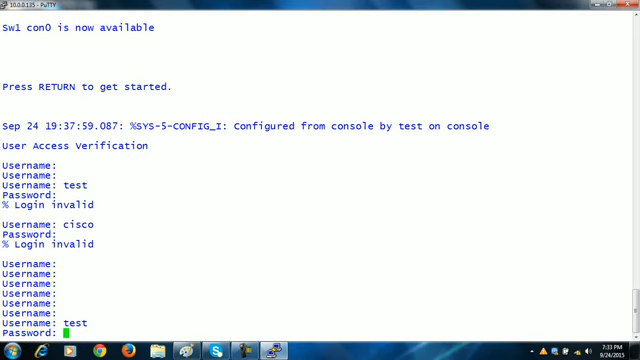 10.0.0.135 - PuTTY
Sw1 con0 is now available
Press RETURN to get started.
Sep 24 19:37:59.087: %SYS-5-CONFIG_I: Configured from console by test on console
User Access Verification
Username:
Username:
Username: test
Password:
% Login invalid
Username: cisco
Password:
% Login invalid
Username:
Username:
Username:
Username:
Username:
Username:
Username: test
Password:
7:33 PM
9/24/2015